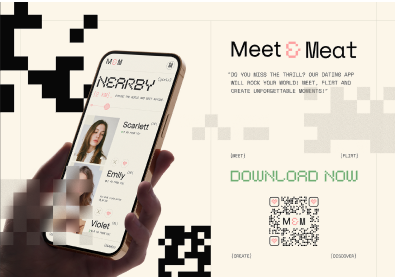 M&M
NEARBY
Scarlett
Emily
Violet
Meet & Meat
"DO YOU MISS THE THRILL? OUR DATING APP
WILL ROCK YOUR WORLD! MEET, FLIRT AND
CREATE UNFORGETTABLE MOMENTS!"
[MEET] [FLIRT]
DOWNLOAD NOW
M&M
[CREATE] [DISCOVER]